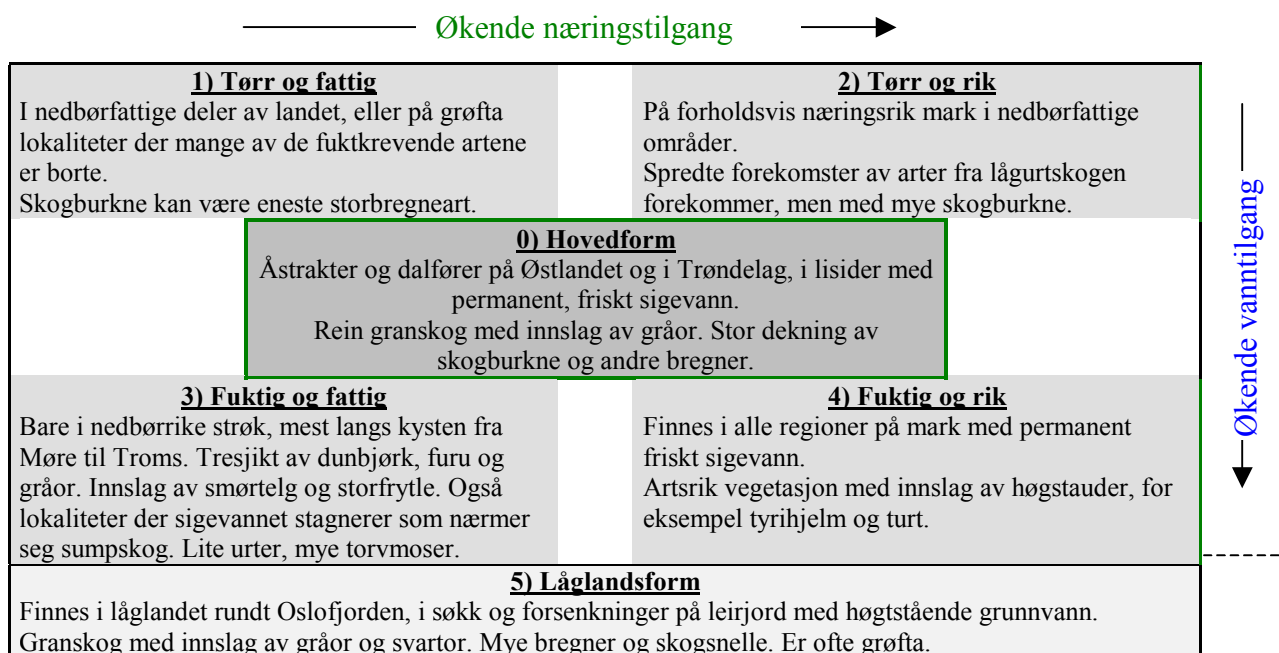 Økende næringstilgang
1) Tørr og fattig
I nedbørfattige deler av landet, eller på grøfta
lokaliteter der mange av de fuktkrevende artene
er borte.
Skogburkne kan være eneste storbregneart.
2) Tørr og rik
På forholdsvis næringsrik mark i nedbørfattige
områder.
Spredte forekomster av arter fra lågurtskogen
forekommer, men med mye skogburkne.
0) Hovedform
Åstrakter og dalfører på Østlandet og i Trøndelag, i lisider med
permanent, friskt sigevann.
Rein granskog med innslag av gråor. Stor dekning av
skogburkne og andre bregner.
3) Fuktig og fattig
Bare i nedbørrike strøk, mest langs kysten fra
Møre til Troms. Tresjikt av dunbjørk, furu og
gråor. Innslag av smørtelg og storfrytle. Også
lokaliteter der sigevannet stagnerer som nærmer
seg sumpskog. Lite urter, mye torvmoser.
4) Fuktig og rik
Finnes i alle regioner på mark med permanent
friskt sigevann.
Artsrik vegetasjon med innslag av høgstauder, for
eksempel tyrihjelm og turt.
Økende vanntilgang
5) Låglandsform
Finnes i låglandet rundt Oslofjorden, i søkk og forsenkninger på leirjord med høgtstående grunnvann.
Granskog med innslag av gråor og svartor. Mye bregner og skogsnelle. Er ofte grøfta.